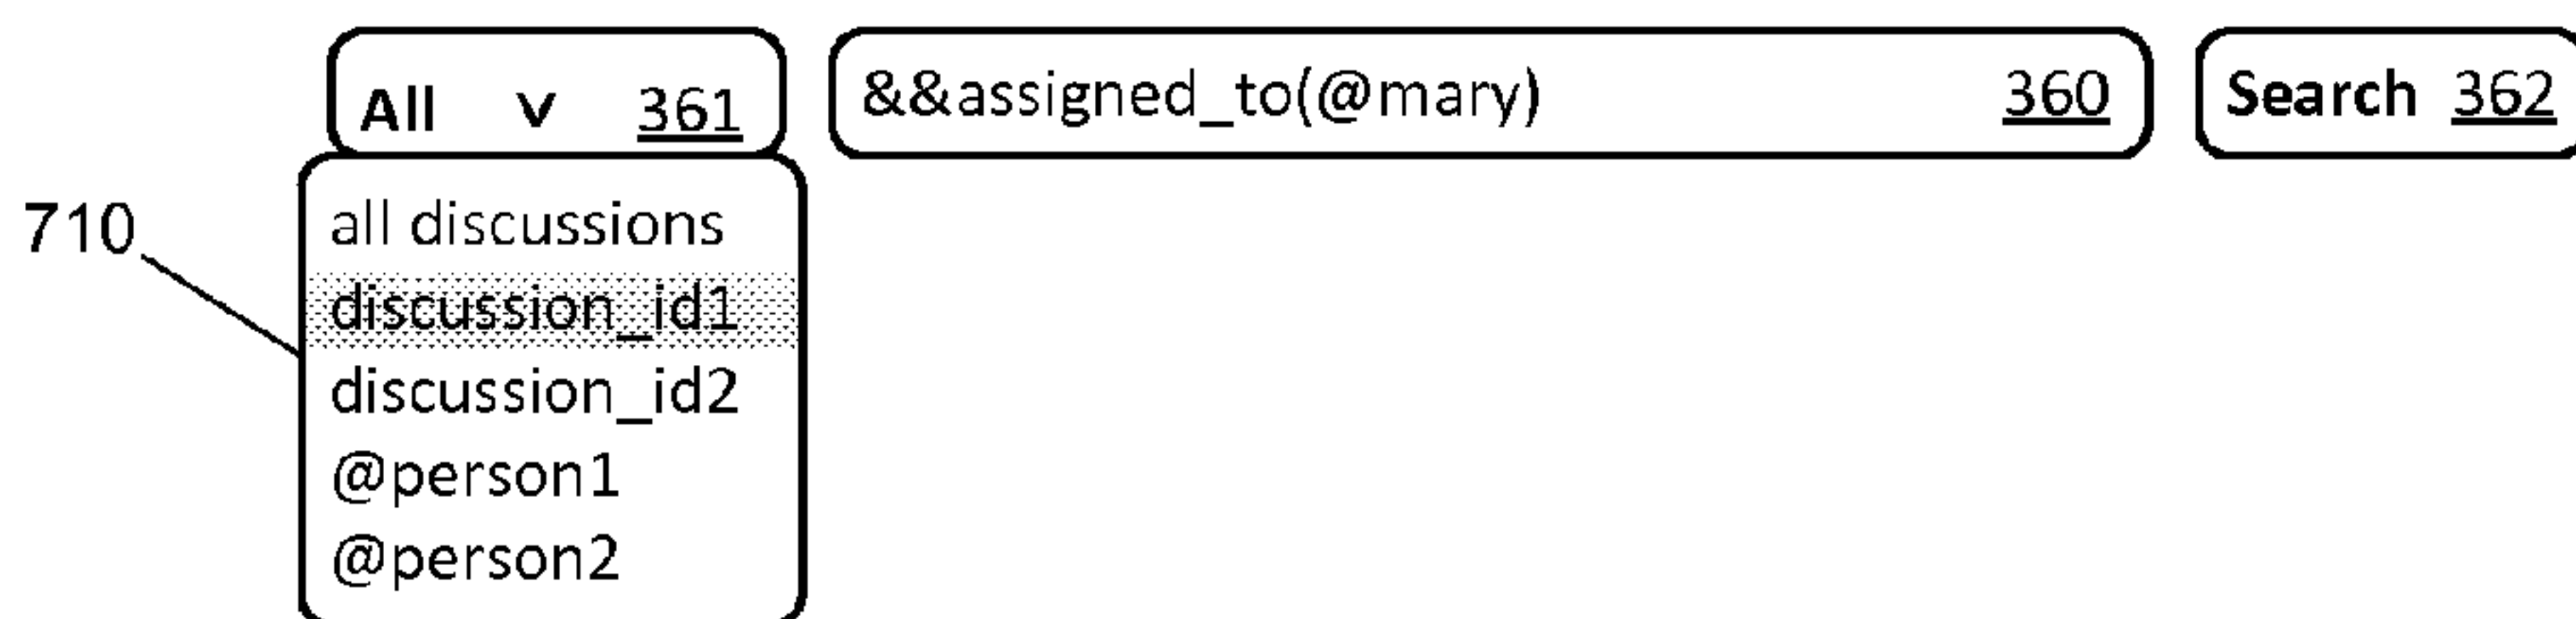 All v 361 &&assigned_to(@mary) 360 Search 362
710
all discussions
discussion_id1
discussion_id2
@person1
@person2